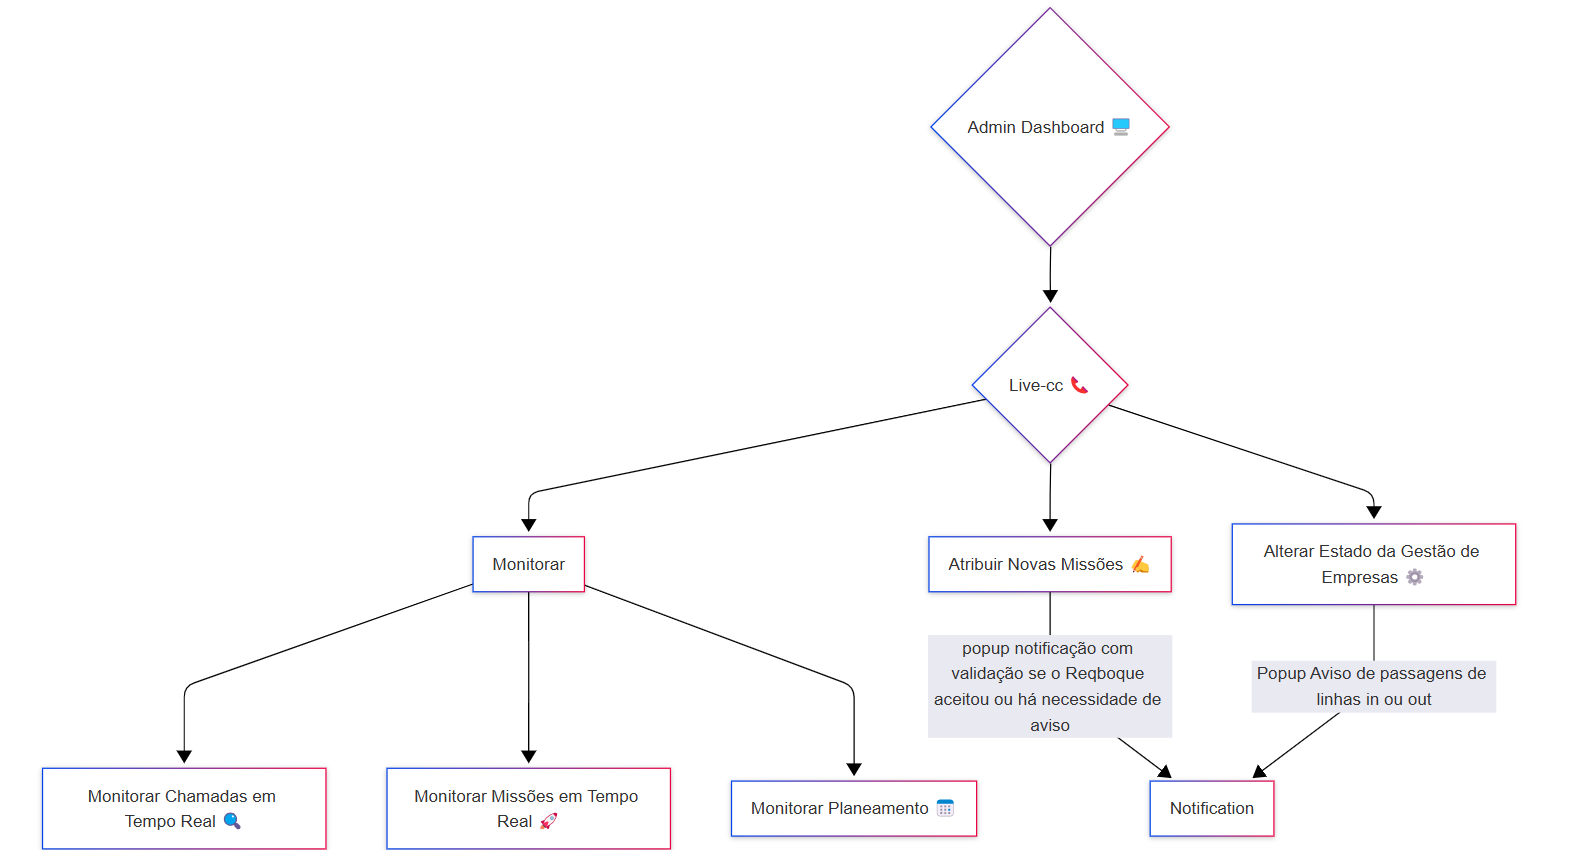 Admin Dashboard 🖥️
Live-cc 📞
Monitorar
Atribuir Novas Missões ✍️
Alterar Estado da Gestão de
Empresas ⚙️
popup notificação com
validação se o Reqboque
aceitou ou há necessidade de
aviso
Popup Aviso de passagens de
linhas in ou out
Monitorar Chamadas em
Tempo Real 🔍
Monitorar Missões em Tempo
Real 🚀
Monitorar Planeamento 📅
Notification